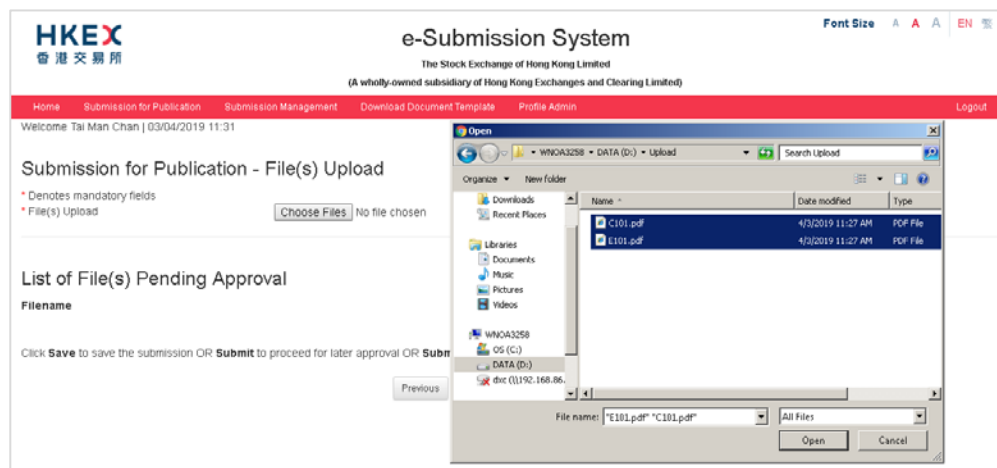 HKEX
香港交易所
e-Submission System
The Stock Exchange of Hong Kong Limited
(A wholly-owned subsidiary of Hong Kong Exchanges and Clearing Limited)
Font Size A A A EN 繁
Home Submission for Publication Submission Management Download Document Template Profile Admin Logout
Welcome Tai Man Chan | 03/04/2019 11:31
Submission for Publication - File(s) Upload
* Denotes mandatory fields
* File(s) Upload Choose Files No file chosen
List of File(s) Pending Approval
Filename
Click Save to save the submission OR Submit to proceed for later approval OR Subm
Previous
Open
WNOA3258 DATA (D:) Upload Search Upload
Organize New folder
Downloads
Recent Places
Libraries
Documents
Music
Pictures
Videos
WNOA3258
OS (C:)
DATA (D:)
dxc (\\192.168.86.
Name Date modified Type
C101.pdf 4/3/2019 11:27 AM PDF File
E101.pdf 4/3/2019 11:27 AM PDF File
File name: "E101.pdf" "C101.pdf" All Files
Open Cancel